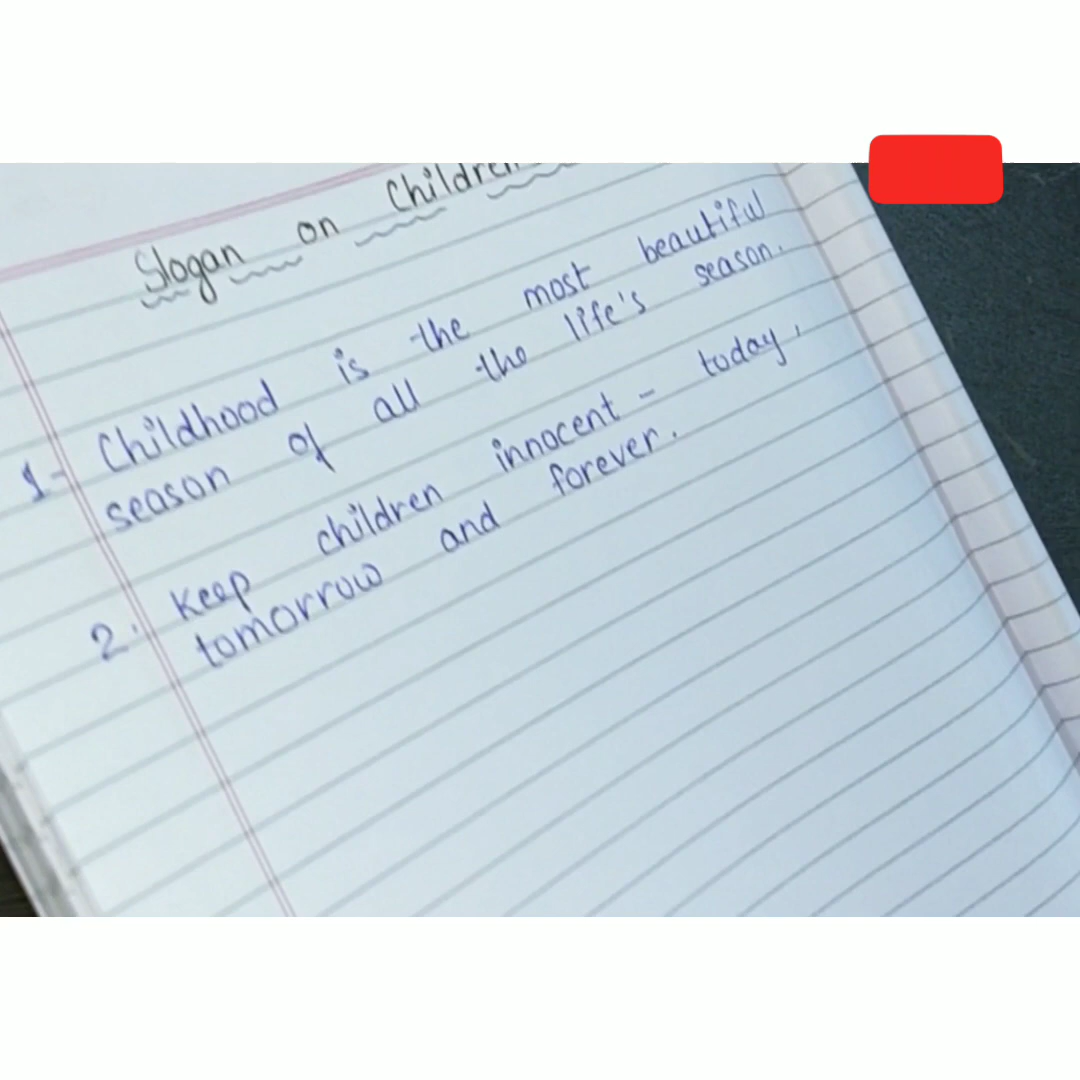 Slogan on Children
1- Childhood is the most beautiful
season of all the life's season.
2. Keep children innocent - today,
tomorrow and forever.